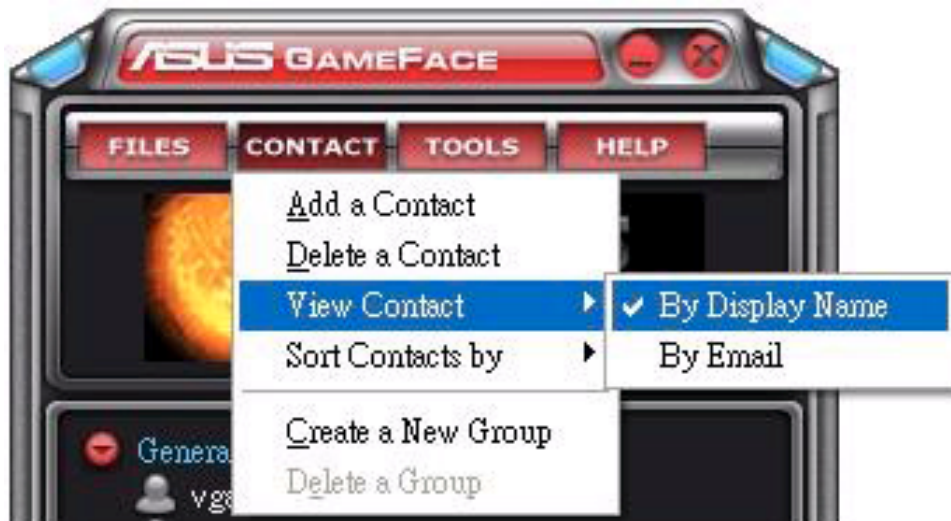 ASUS GAMEFACE
FILES CONTACT TOOLS HELP
Add a Contact
Delete a Contact
View Contact
By Display Name
Sort Contacts by
By Email
Create a New Group
Delete a Group